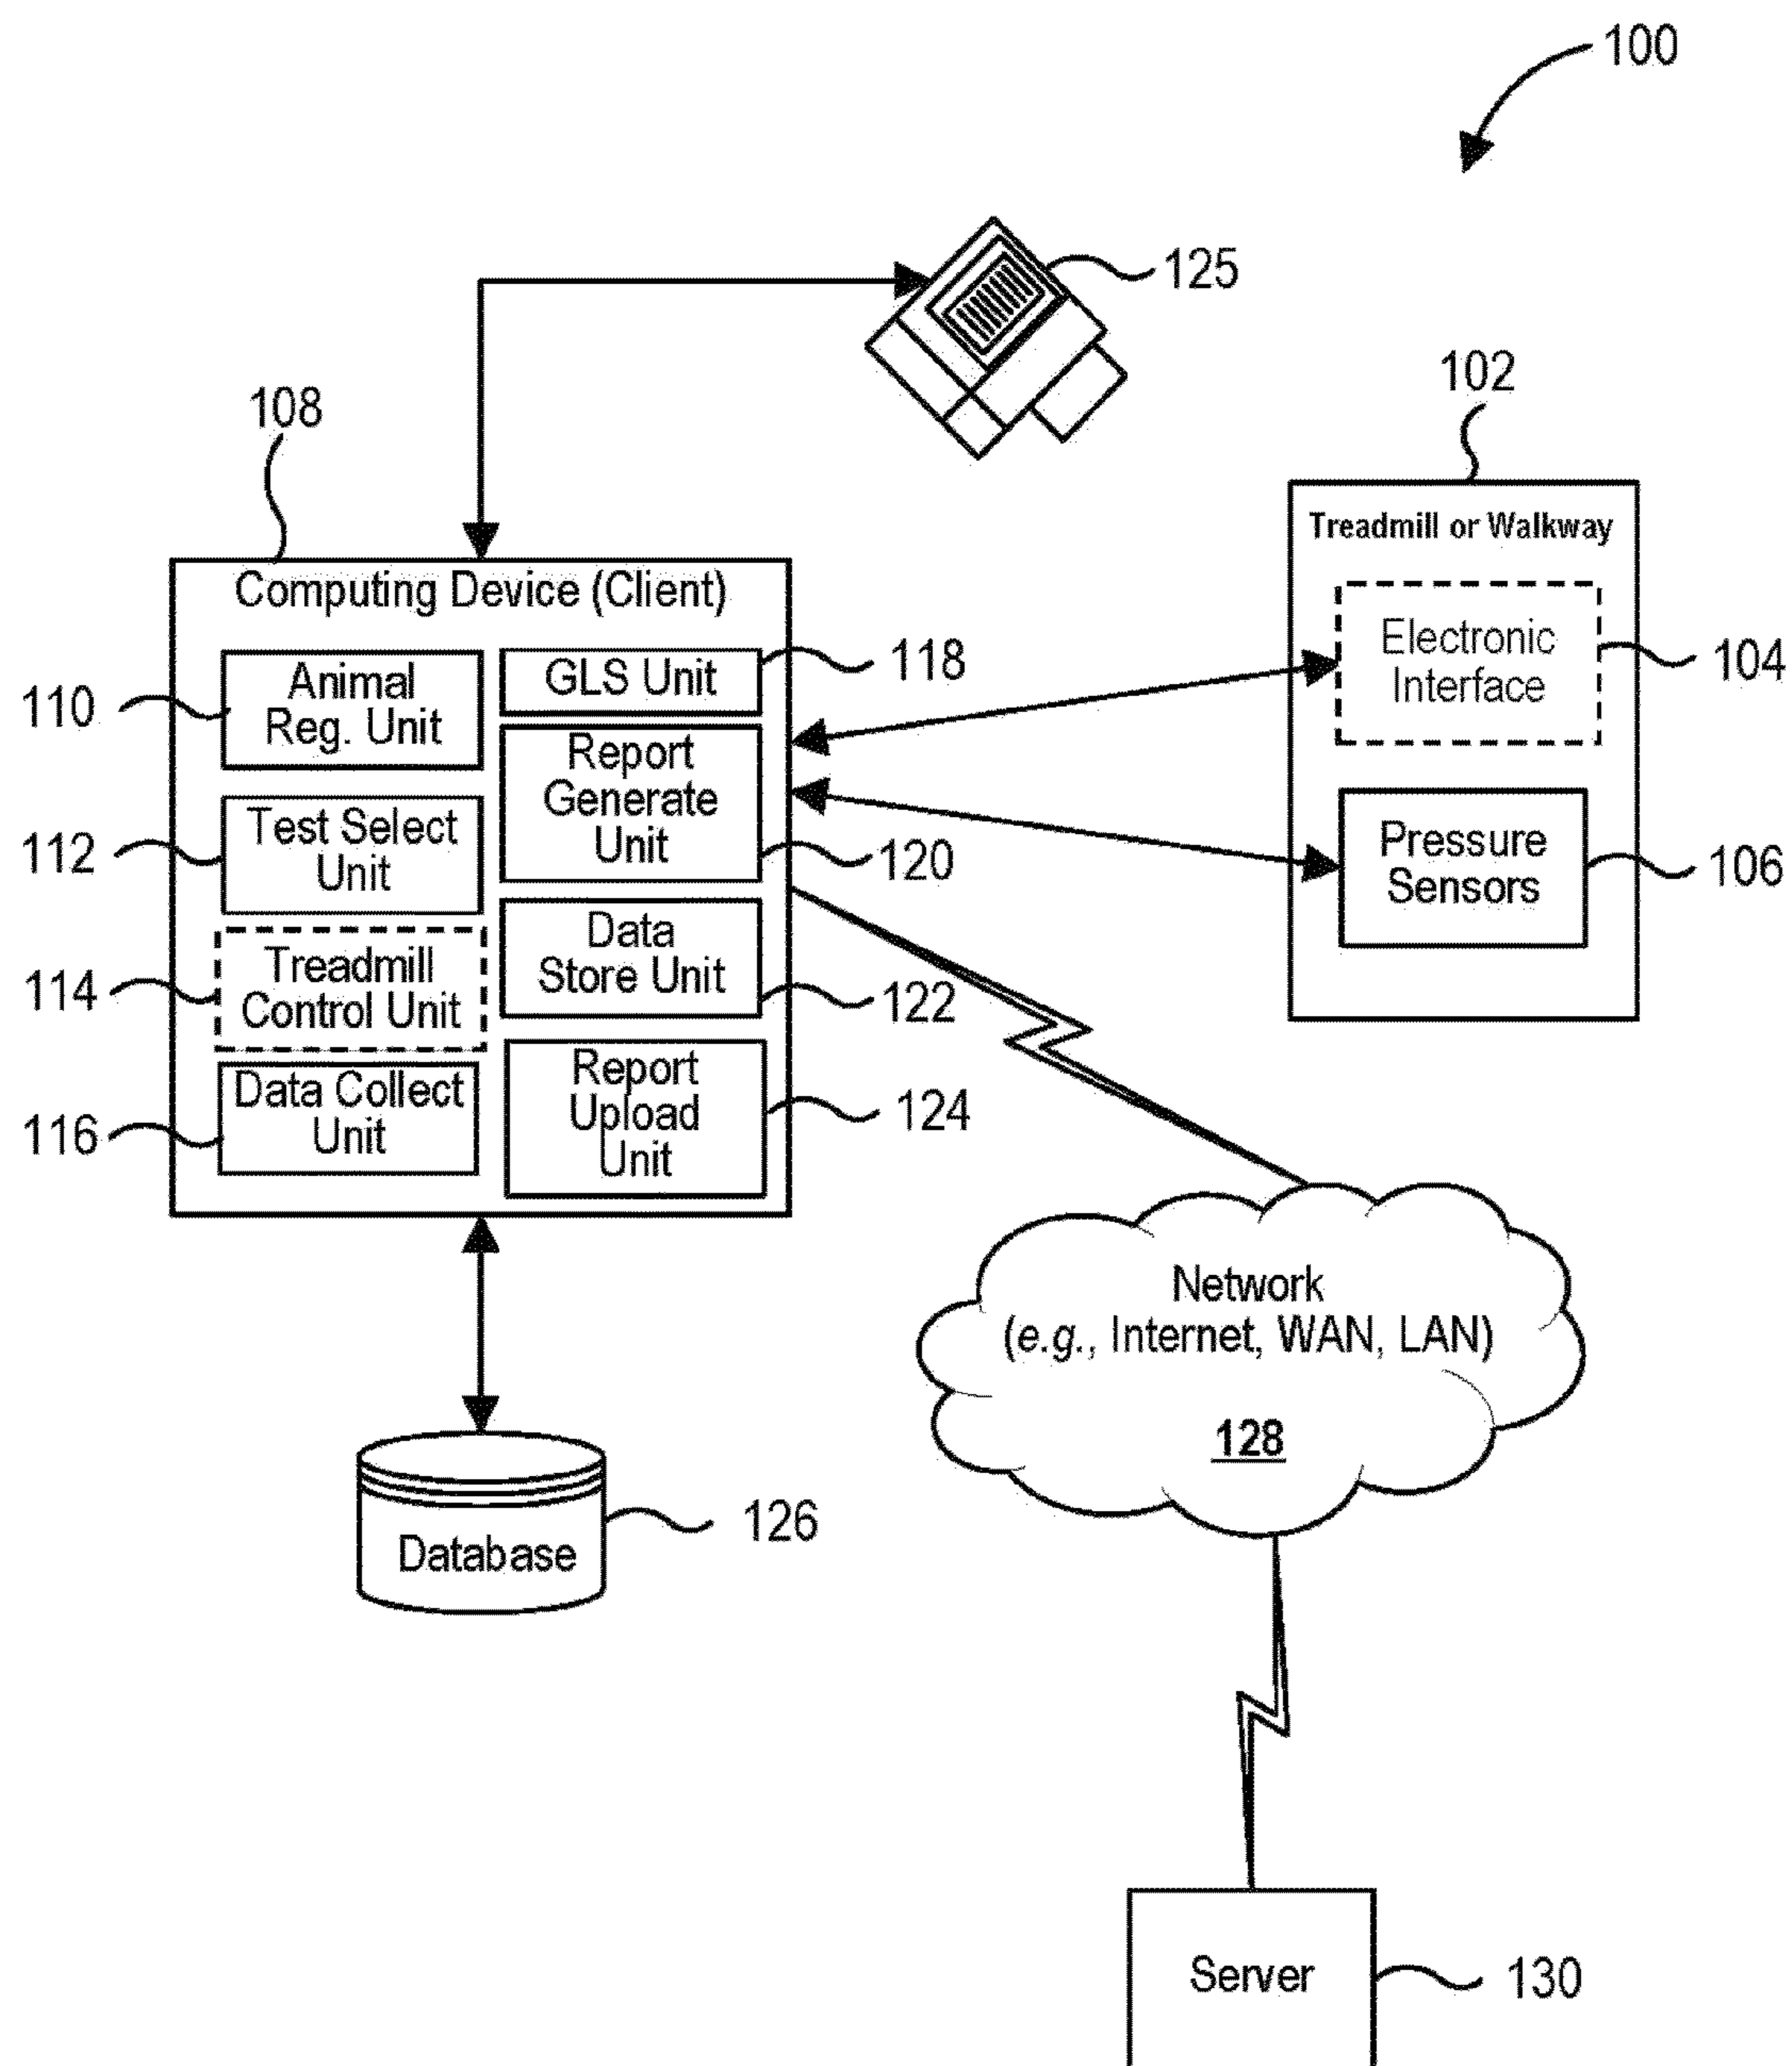 100
125
102
108
Treadmill or Walkway
Computing Device (Client)
Electronic
Interface
104
118
GLS Unit
110
Animal
Reg. Unit
Report
Generate
Unit
120
112
Test Select
Unit
Pressure
Sensors
106
Data
Store Unit
122
114
Treadmill
Control Unit
Report
Upload
Unit
124
116
Data Collect
Unit
Network
(e.g., Internet, WAN, LAN)
128
126
Database
Server
130